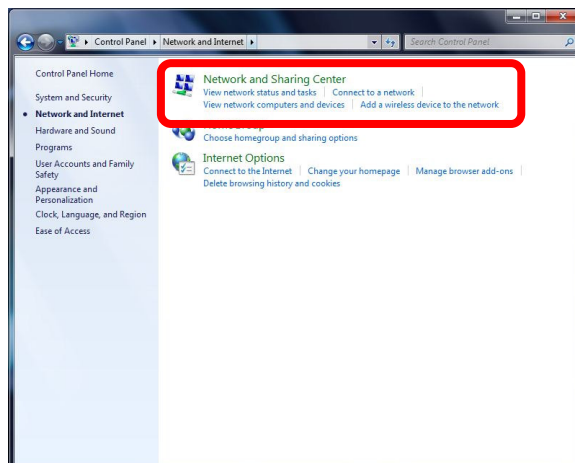 Control Panel Network and Internet Search Control Panel
Control Panel Home
System and Security
Network and Internet
Hardware and Sound
Programs
User Accounts and Family
Safety
Appearance and
Personalization
Clock, Language, and Region
Ease of Access
Network and Sharing Center
View network status and tasks Connect to a network
View network computers and devices Add a wireless device to the network
Choose homegroup and sharing options
Internet Options
Connect to the Internet Change your homepage Manage browser add-ons
Delete browsing history and cookies